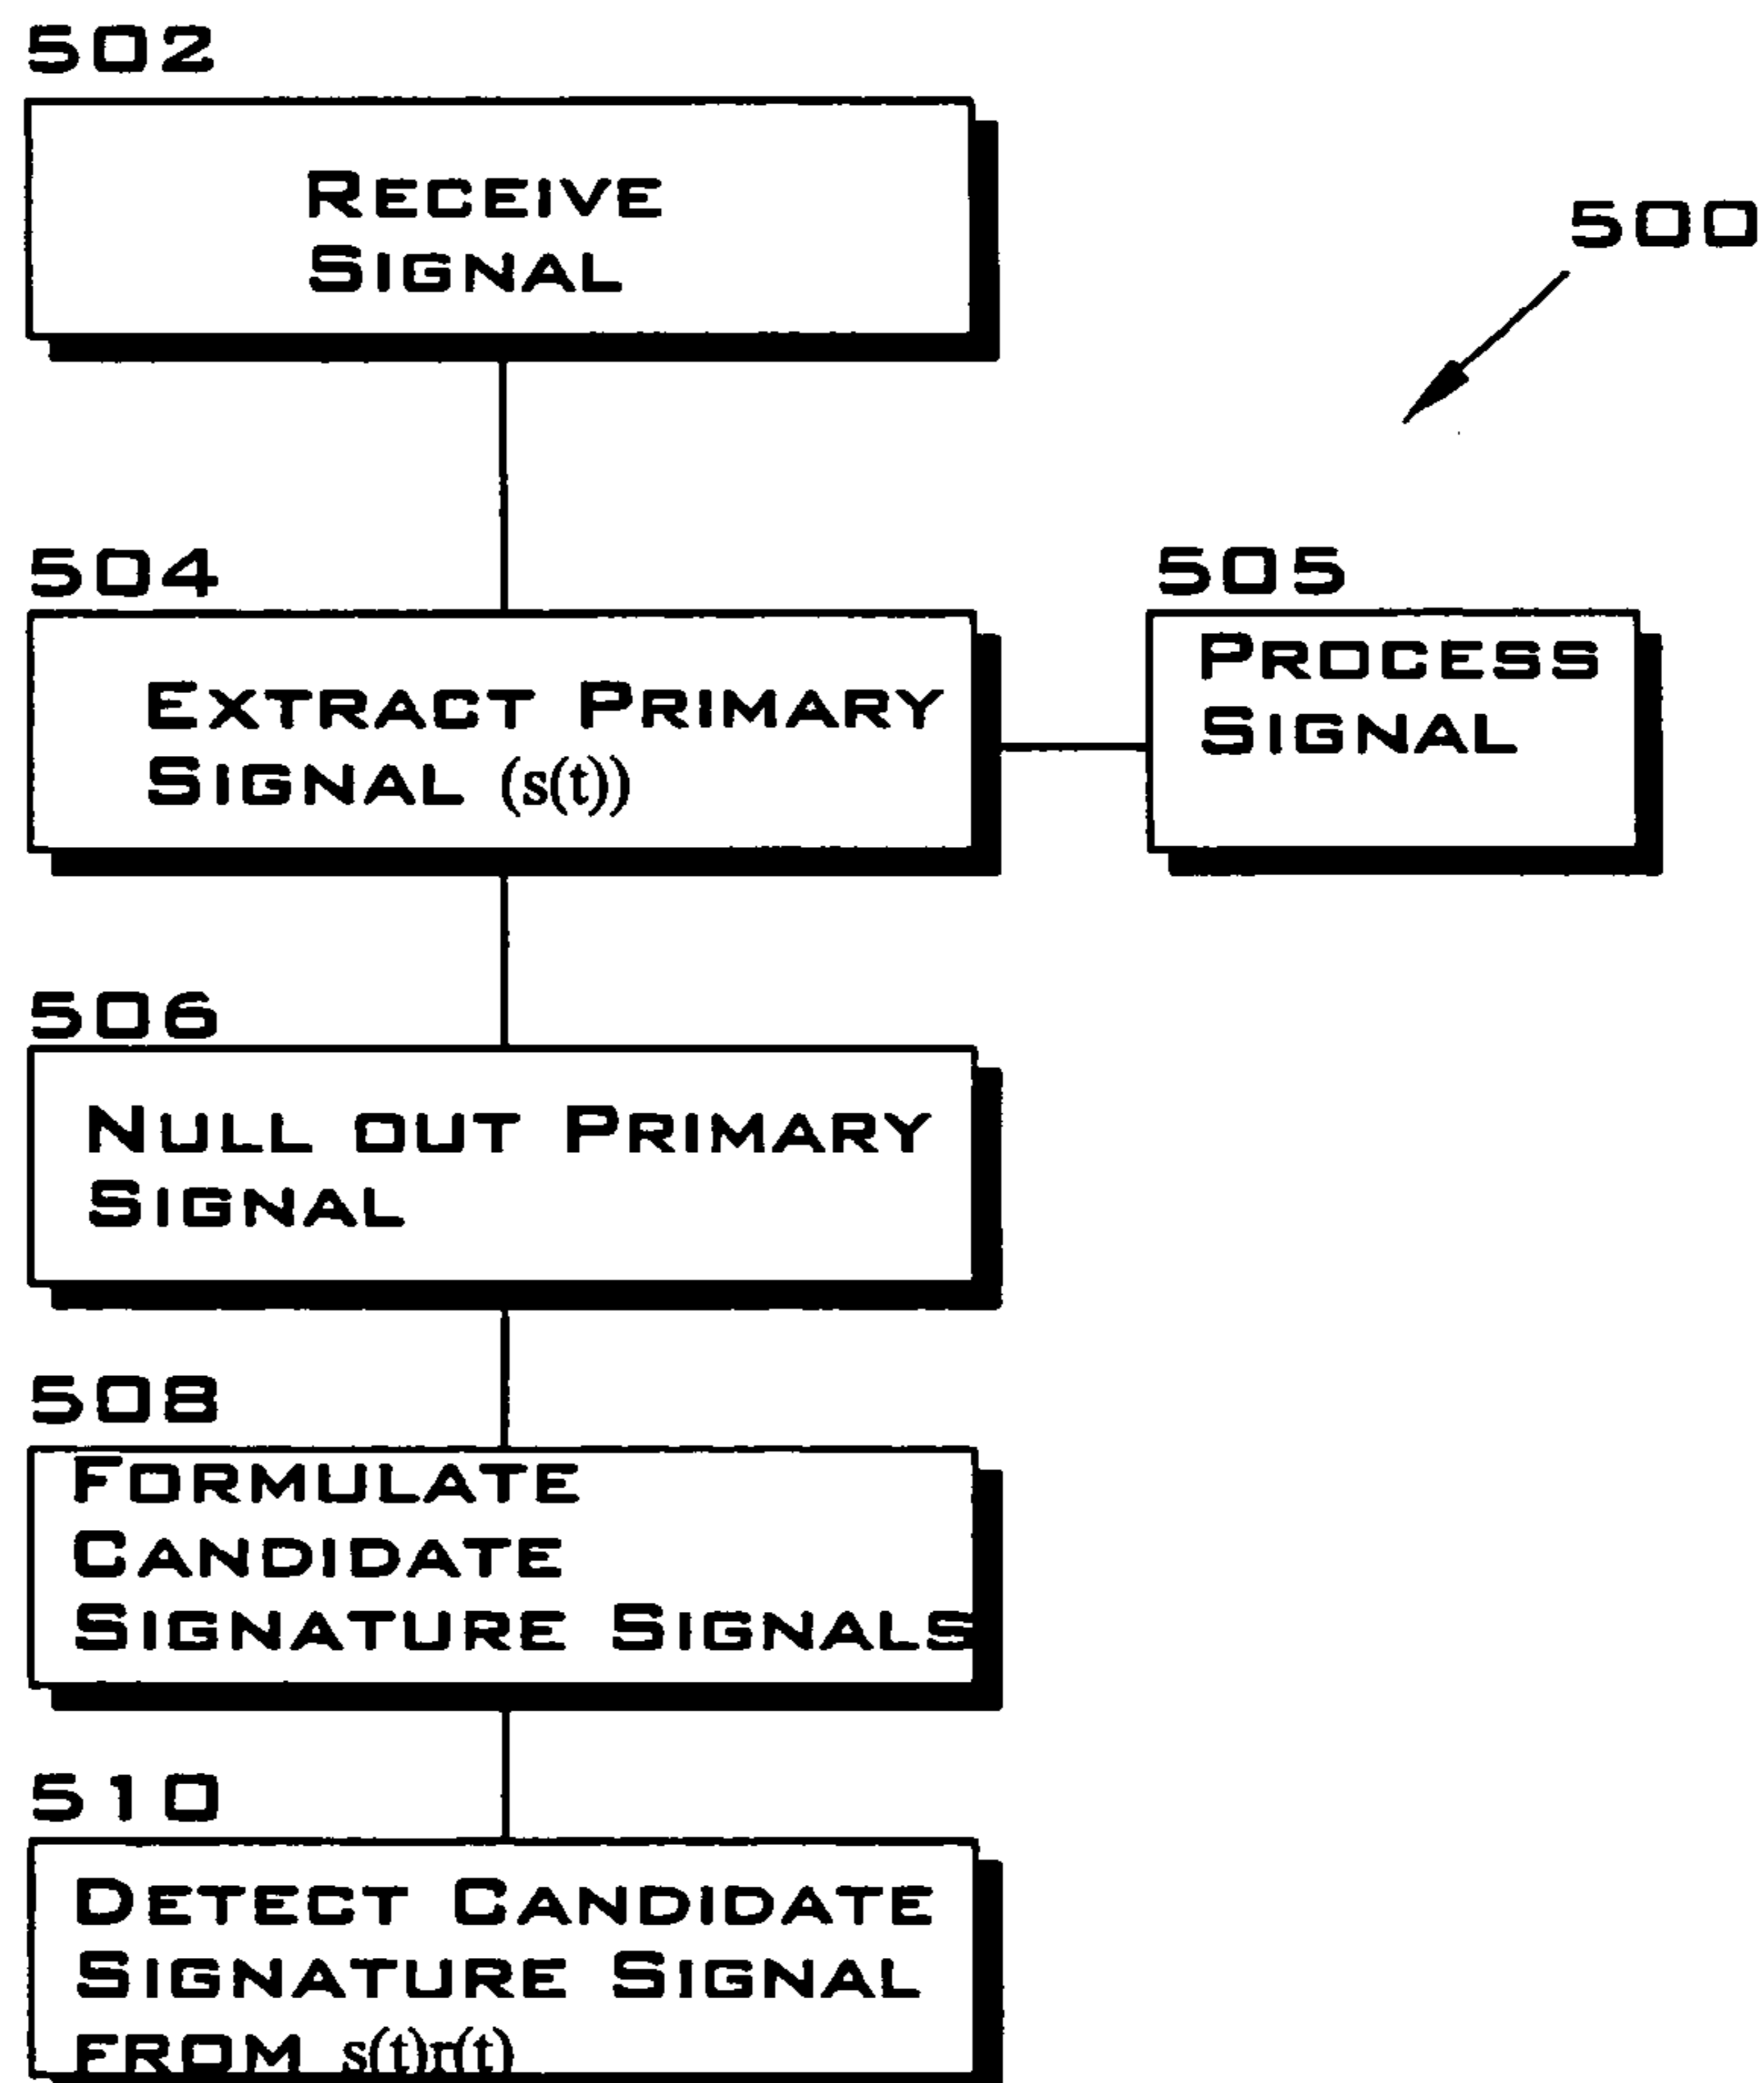 502
RECEIVE
SIGNAL
500
504
EXTRACT PRIMARY
SIGNAL (s(t))
505
PROCESS
SIGNAL
506
NULL OUT PRIMARY
SIGNAL
508
FORMULATE
CANDIDATE
SIGNATURE SIGNALS
510
DETECT CANDIDATE
SIGNATURE SIGNAL
FROM s(t)n(t)